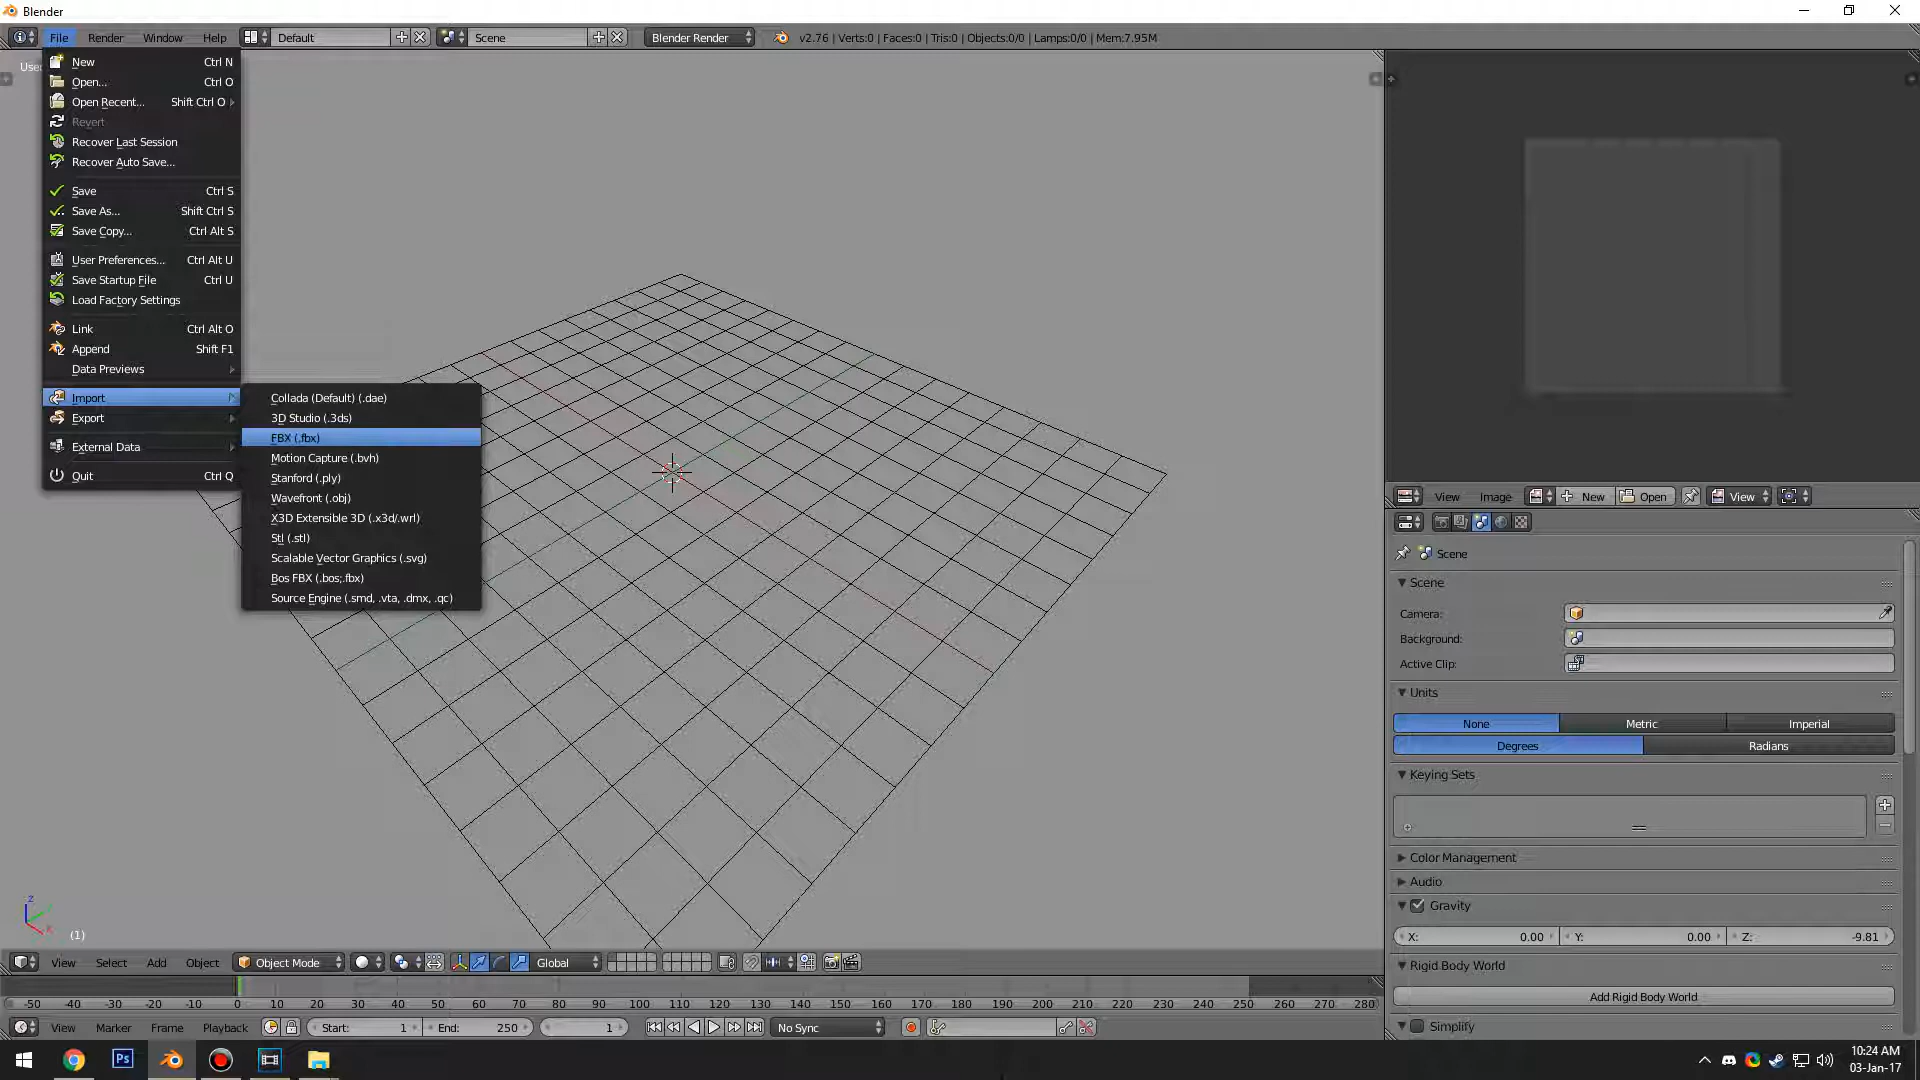 Blender
File Render Window Help Default Scene Blender Render v2.76 | Verts:0 | Faces:0 | Tris:0 | Objects:0/0 | Lamps:0/0 | Mem:7.95M
New Ctrl N
Open... Ctrl O
Open Recent... Shift Ctrl O
Revert
Recover Last Session
Recover Auto Save...
Save Ctrl S
Save As... Shift Ctrl S
Save Copy... Ctrl Alt S
User Preferences... Ctrl Alt U
Save Startup File Ctrl U
Load Factory Settings
Link Ctrl Alt O
Append Shift F1
Data Previews
Import
Export
External Data
Quit Ctrl Q
Collada (Default) (.dae)
3D Studio (.3ds)
FBX (.fbx)
Motion Capture (.bvh)
Stanford (.ply)
Wavefront (.obj)
X3D Extensible 3D (.x3d/.wrl)
Stl (.stl)
Scalable Vector Graphics (.svg)
Bos FBX (.bos;.fbx)
Source Engine (.smd, .vta, .dmx, .qc)
View Image New Open View
Scene
Scene
Camera:
Background:
Active Clip:
Units
None Metric Imperial
Degrees Radians
Keying Sets
Color Management
Audio
Gravity
X: 0.00 Y: 0.00 Z: -9.81
Rigid Body World
Add Rigid Body World
Simplify
z
(1)
View Select Add Object Object Mode Global
-50 -40 -30 -20 -10 0 10 20 30 40 50 60 70 80 90 100 110 120 130 140 150 160 170 180 190 200 210 220 230 240 250 260 270 280
View Marker Frame Playback Start: 1 End: 250 1 No Sync
Ps
10:24 AM
03-Jan-17